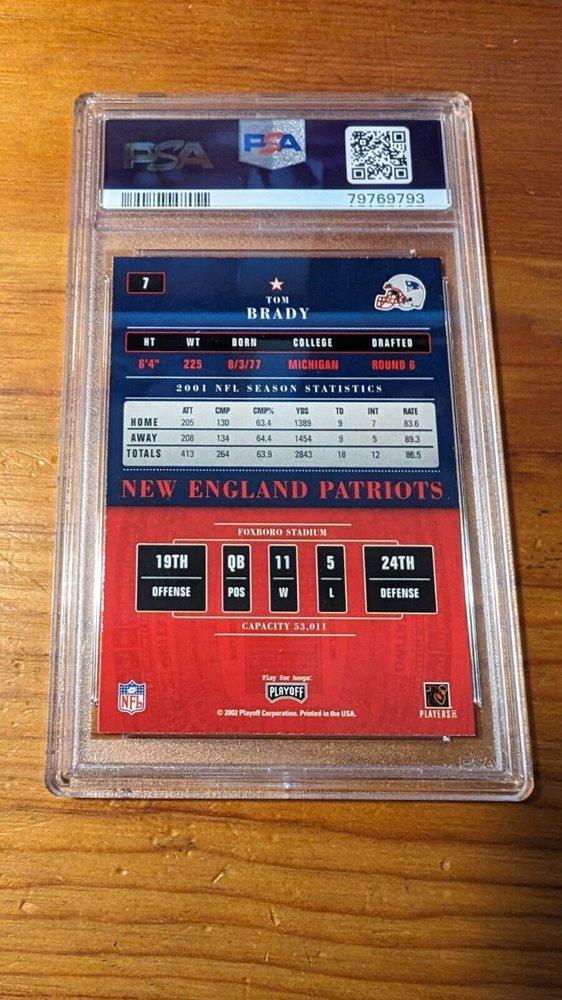 PSA PSA
79769793
7
TOM
BRADY
HT WT BORN COLLEGE DRAFTED
6'4" 225 8/3/77 MICHIGAN ROUND 6
2001 NFL SEASON STATISTICS
ATT CMP CMP% YDS TD INT RATE
HOME 205 130 63.4 1389 9 7 83.6
AWAY 208 134 64.4 1454 9 5 89.3
TOTALS 413 264 63.9 2843 18 12 86.5
NEW ENGLAND PATRIOTS
FOXBORO STADIUM
19TH QB 11 5 24TH
OFFENSE POS W L DEFENSE
CAPACITY 53,011
Play for keeps.
PLAYOFF
NFL
© 2002 Playoff Corporation. Printed in the USA.
PLAYERS INC
PSA